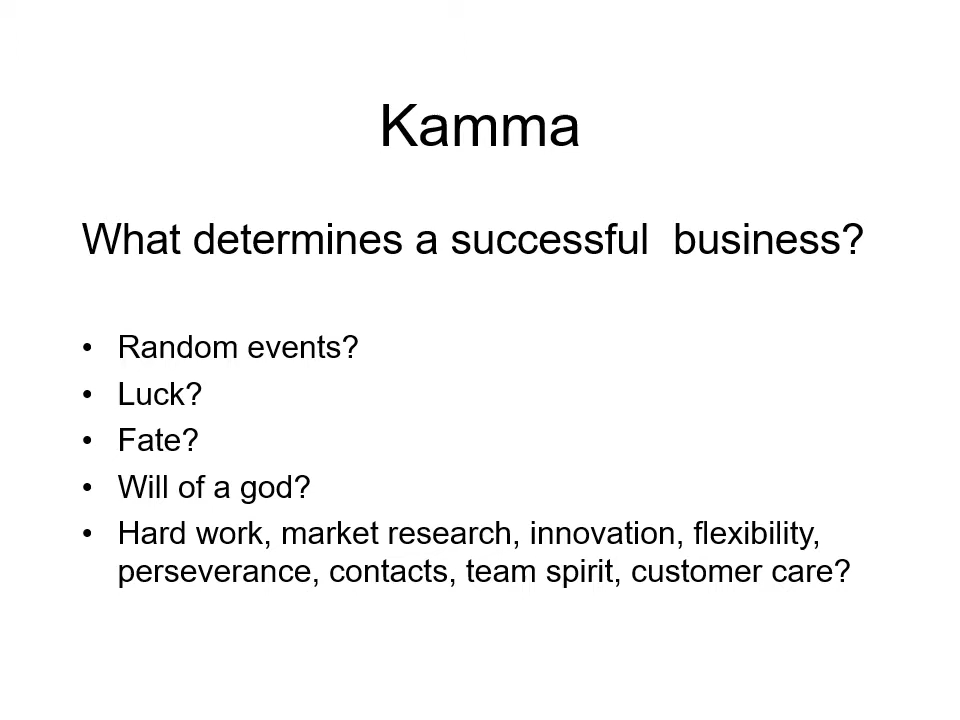 Kamma
What determines a successful  business?
• Random events?
• Luck?
• Fate?
• Will of a god?
• Hard work, market research, innovation, flexibility,
perseverance, contacts, team spirit, customer care?